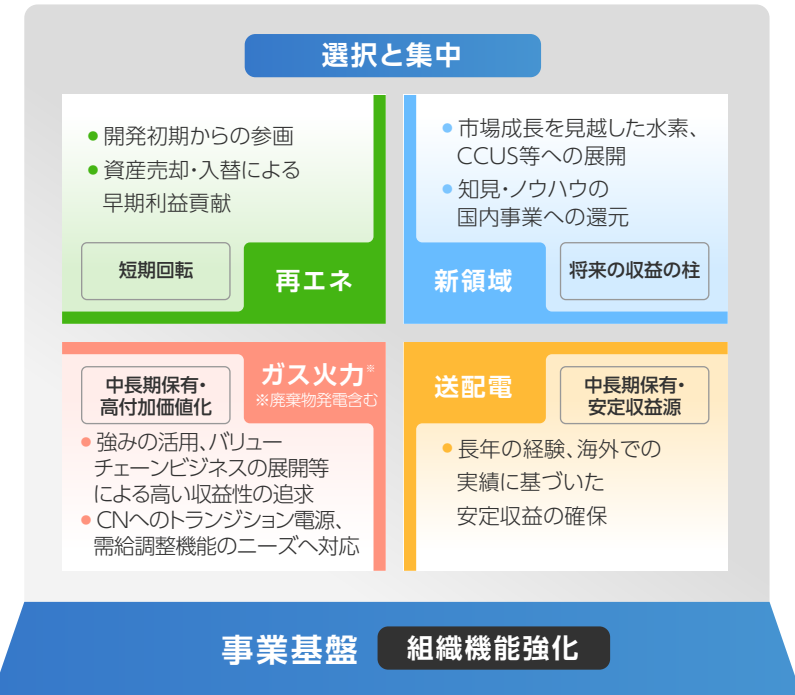 選択と集中
● 開発初期からの参画
● 資産売却・入替による
早期利益貢献
短期回転
再エネ
● 市場成長を見越した水素、
CCUS等への展開
● 知見・ノウハウの
国内事業への還元
新領域
将来の収益の柱
中長期保有・
高付加価値化
ガス火力※
※廃棄物発電含む
● 強みの活用、バリュー
チェーンビジネスの展開等
による高い収益性の追求
● CNへのトランジション電源、
需給調整機能のニーズへ対応
送配電
中長期保有・
安定収益源
● 長年の経験、海外での
実績に基づいた
安定収益の確保
事業基盤
組織機能強化